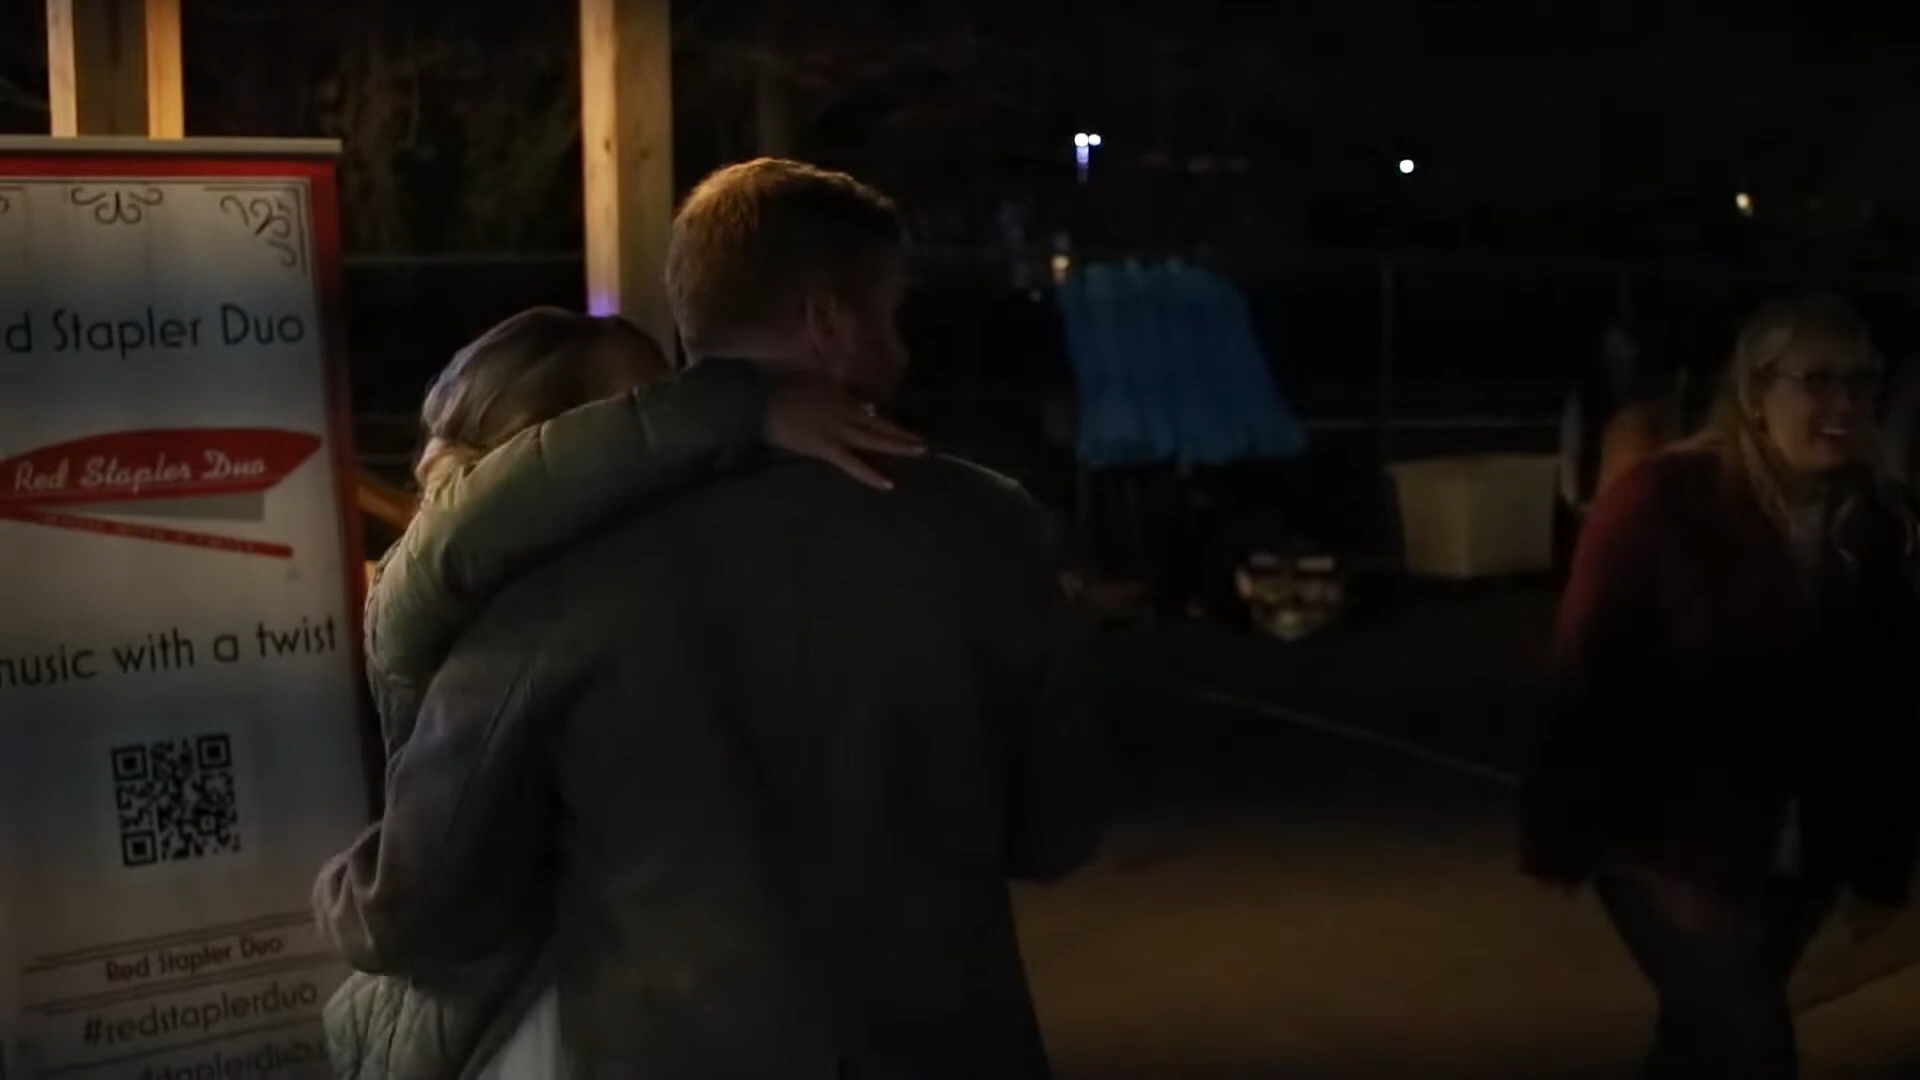 d Stapler Duo
Red Stapler Duo
music with a twist
Red Stapler Duo
#redstaplerduo